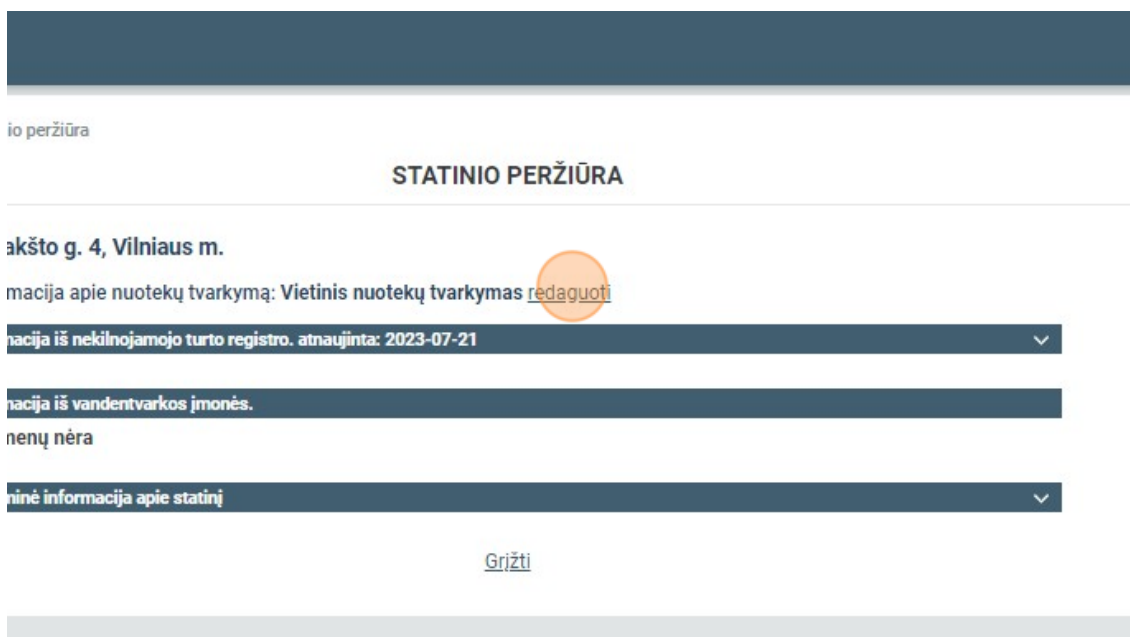 io peržiūra
STATINIO PERŽIŪRA
akšto g. 4, Vilniaus m.
macija apie nuotekų tvarkymą: Vietinis nuotekų tvarkymas redaguoti
nacija iš nekilnojamojo turto registro. atnaujinta: 2023-07-21
nacija iš vandentvarkos įmonės.
menų nėra
ninė informacija apie statinį
Grįžti